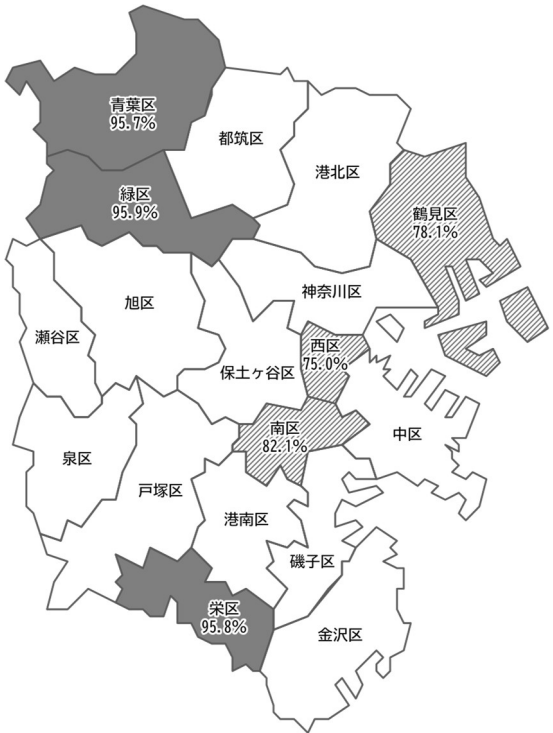 青葉区
95.7%
都筑区
港北区
緑区
95.9%
鶴見区
78.1%
神奈川区
旭区
瀬谷区
西区
75.0%
保土ヶ谷区
南区
82.1%
中区
泉区
戸塚区
港南区
磯子区
栄区
95.8%
金沢区